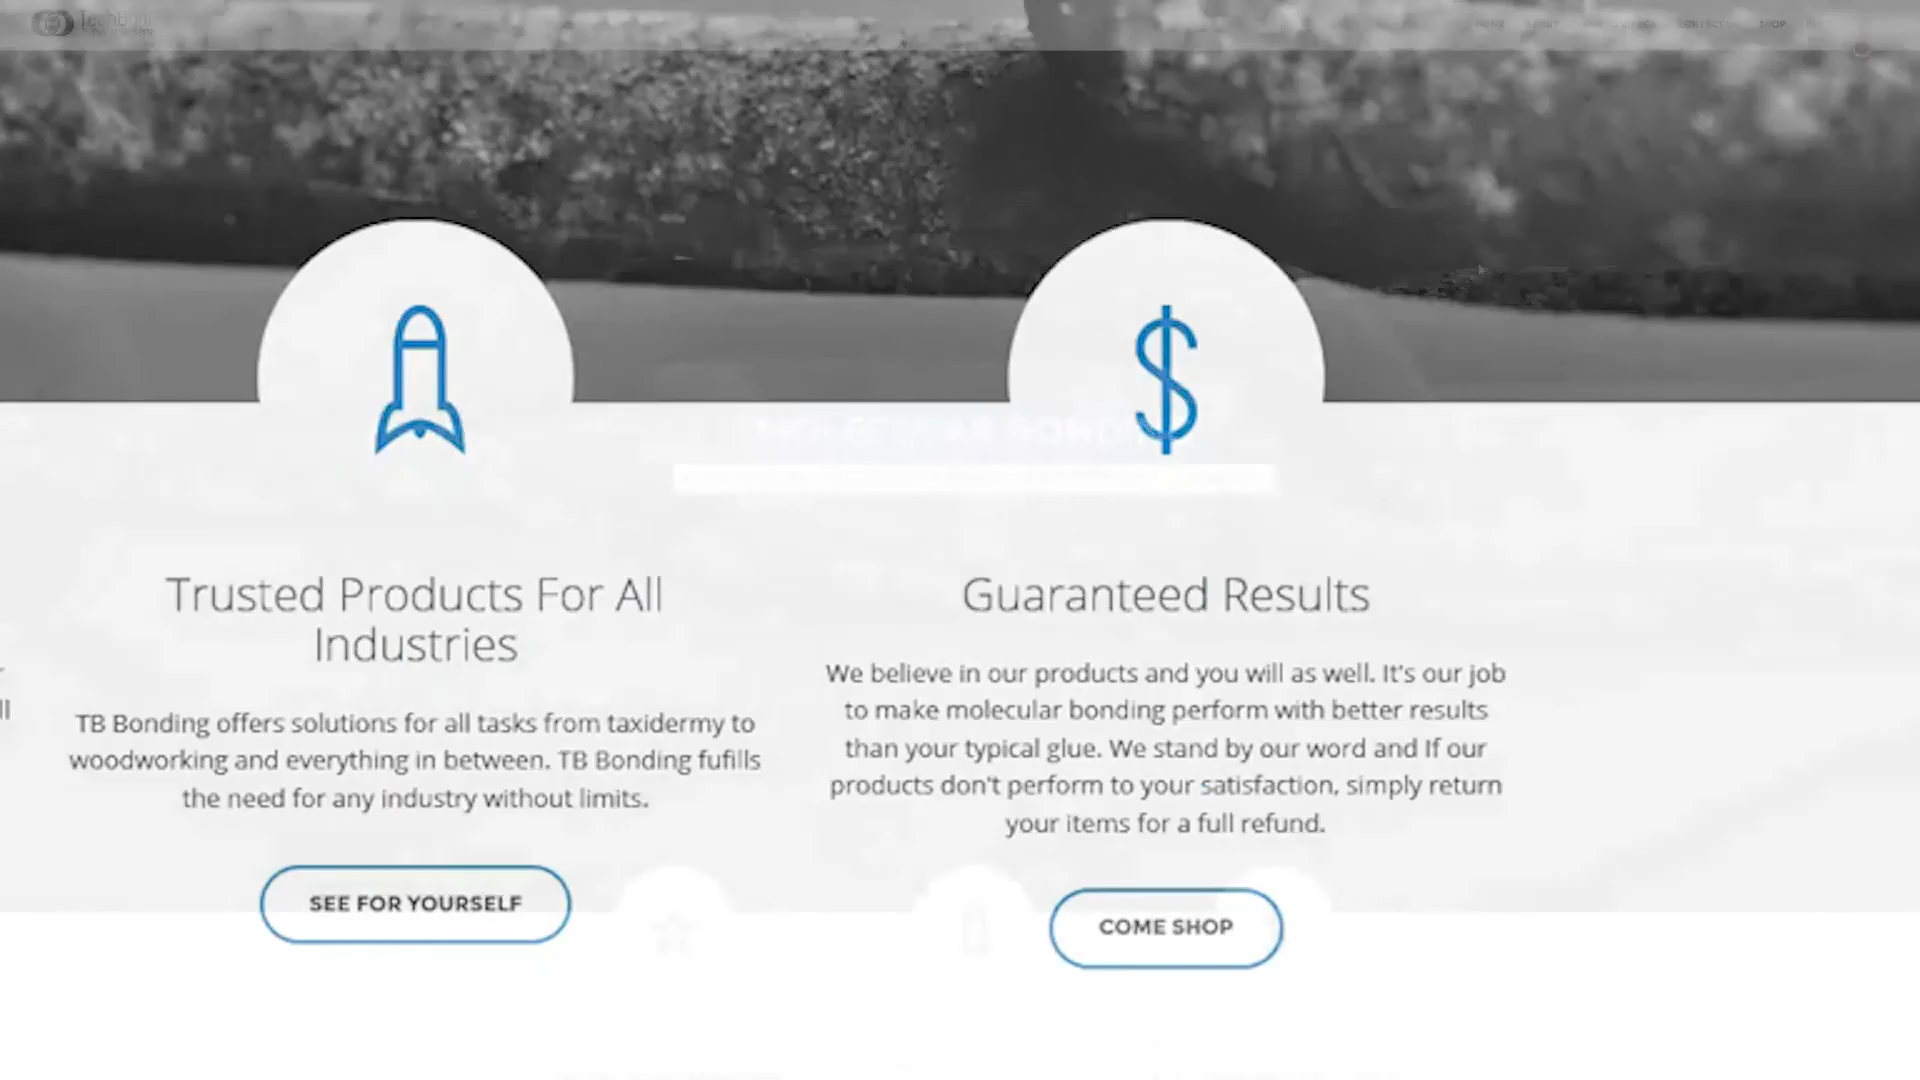 HOME ABOUT
SHOP
Trusted Products For All
Industries
TB Bonding offers solutions for all tasks from taxidermy to
woodworking and everything in between. TB Bonding fufills
the need for any industry without limits.
SEE FOR YOURSELF
Guaranteed Results
We believe in our products and you will as well. It's our job
to make molecular bonding perform with better results
than your typical glue. We stand by our word and If our
products don't perform to your satisfaction, simply return
your items for a full refund.
COME SHOP